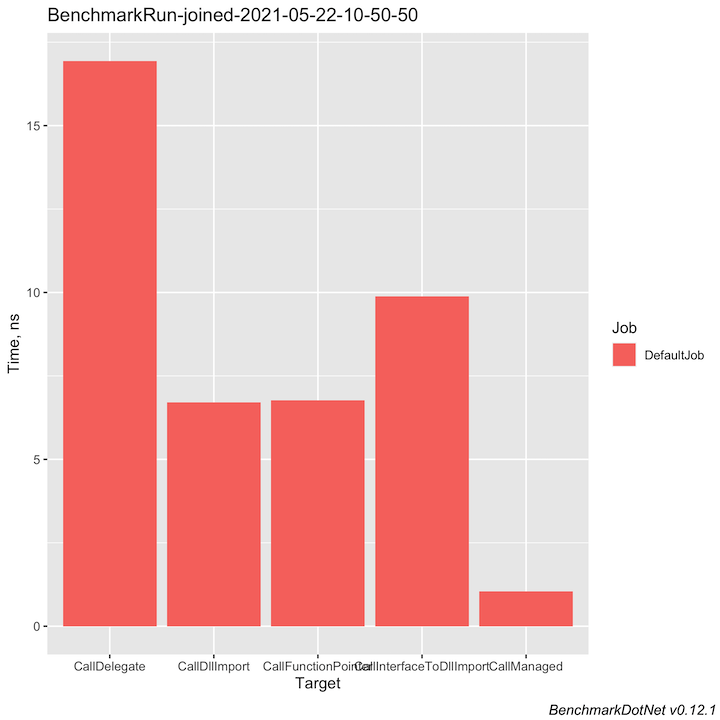 BenchmarkRun-joined-2021-05-22-10-50-50
15
10
5
0
Time, ns
CallDelegate CallDllImport CallFunctionPointer CallInterfaceToDllImport CallManaged
Target
Job
DefaultJob
BenchmarkDotNet v0.12.1